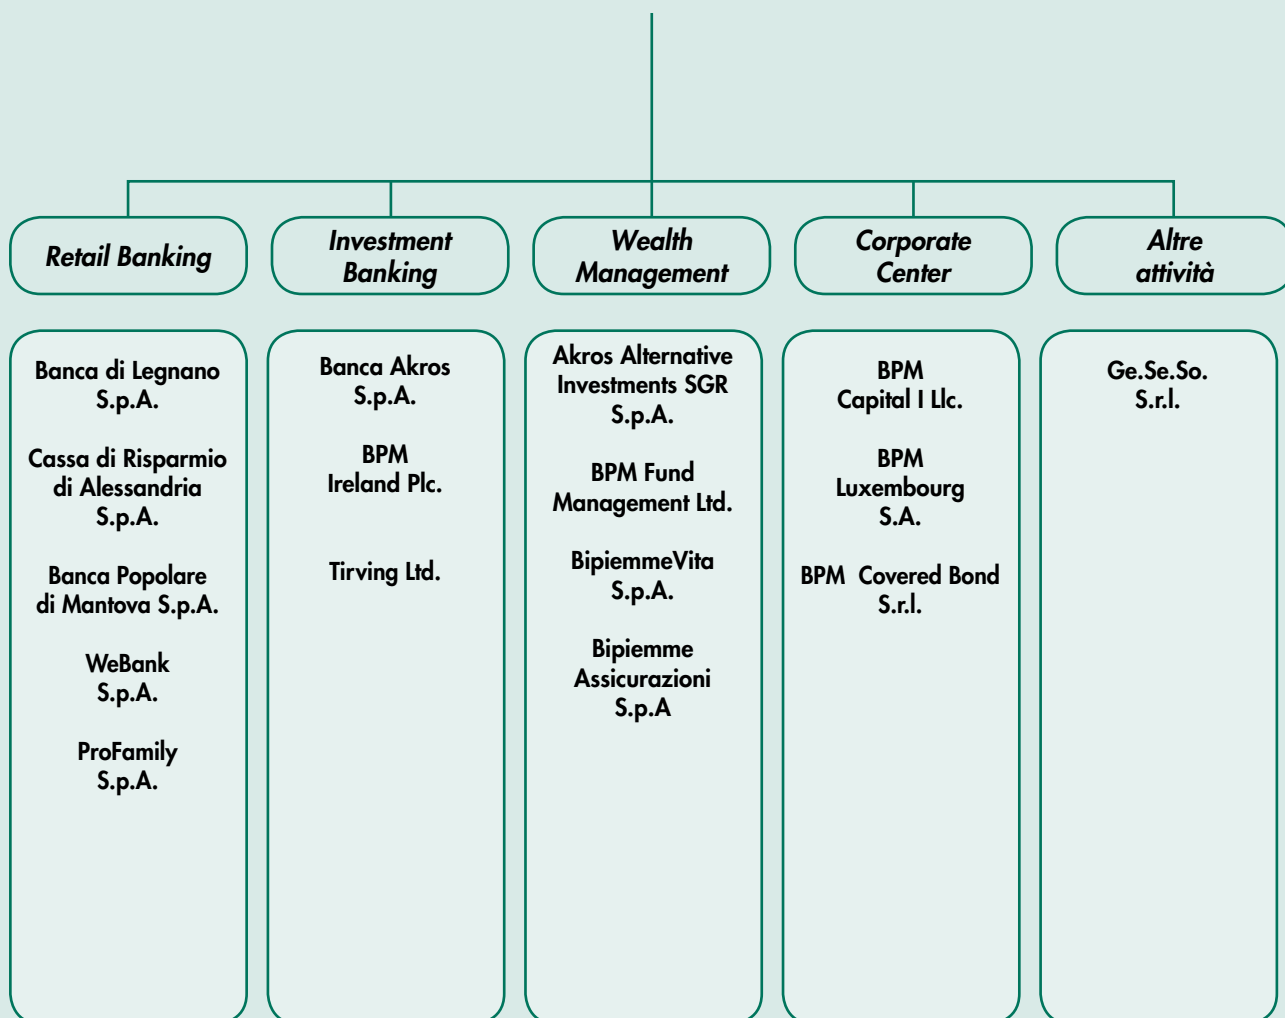 Retail Banking
Investment
Banking
Wealth
Management
Corporate
Center
Altre
attività
Banca di Legnano
S.p.A.
Cassa di Risparmio
di Alessandria
S.p.A.
Banca Popolare
di Mantova S.p.A.
WeBank
S.p.A.
ProFamily
S.p.A.
Banca Akros
S.p.A.
BPM
Ireland Plc.
Tirving Ltd.
Akros Alternative
Investments SGR
S.p.A.
BPM Fund
Management Ltd.
BipiemmeVita
S.p.A.
Bipiemme
Assicurazioni
S.p.A
BPM
Capital I Llc.
BPM
Luxembourg
S.A.
BPM Covered Bond
S.r.l.
Ge.Se.So.
S.r.l.